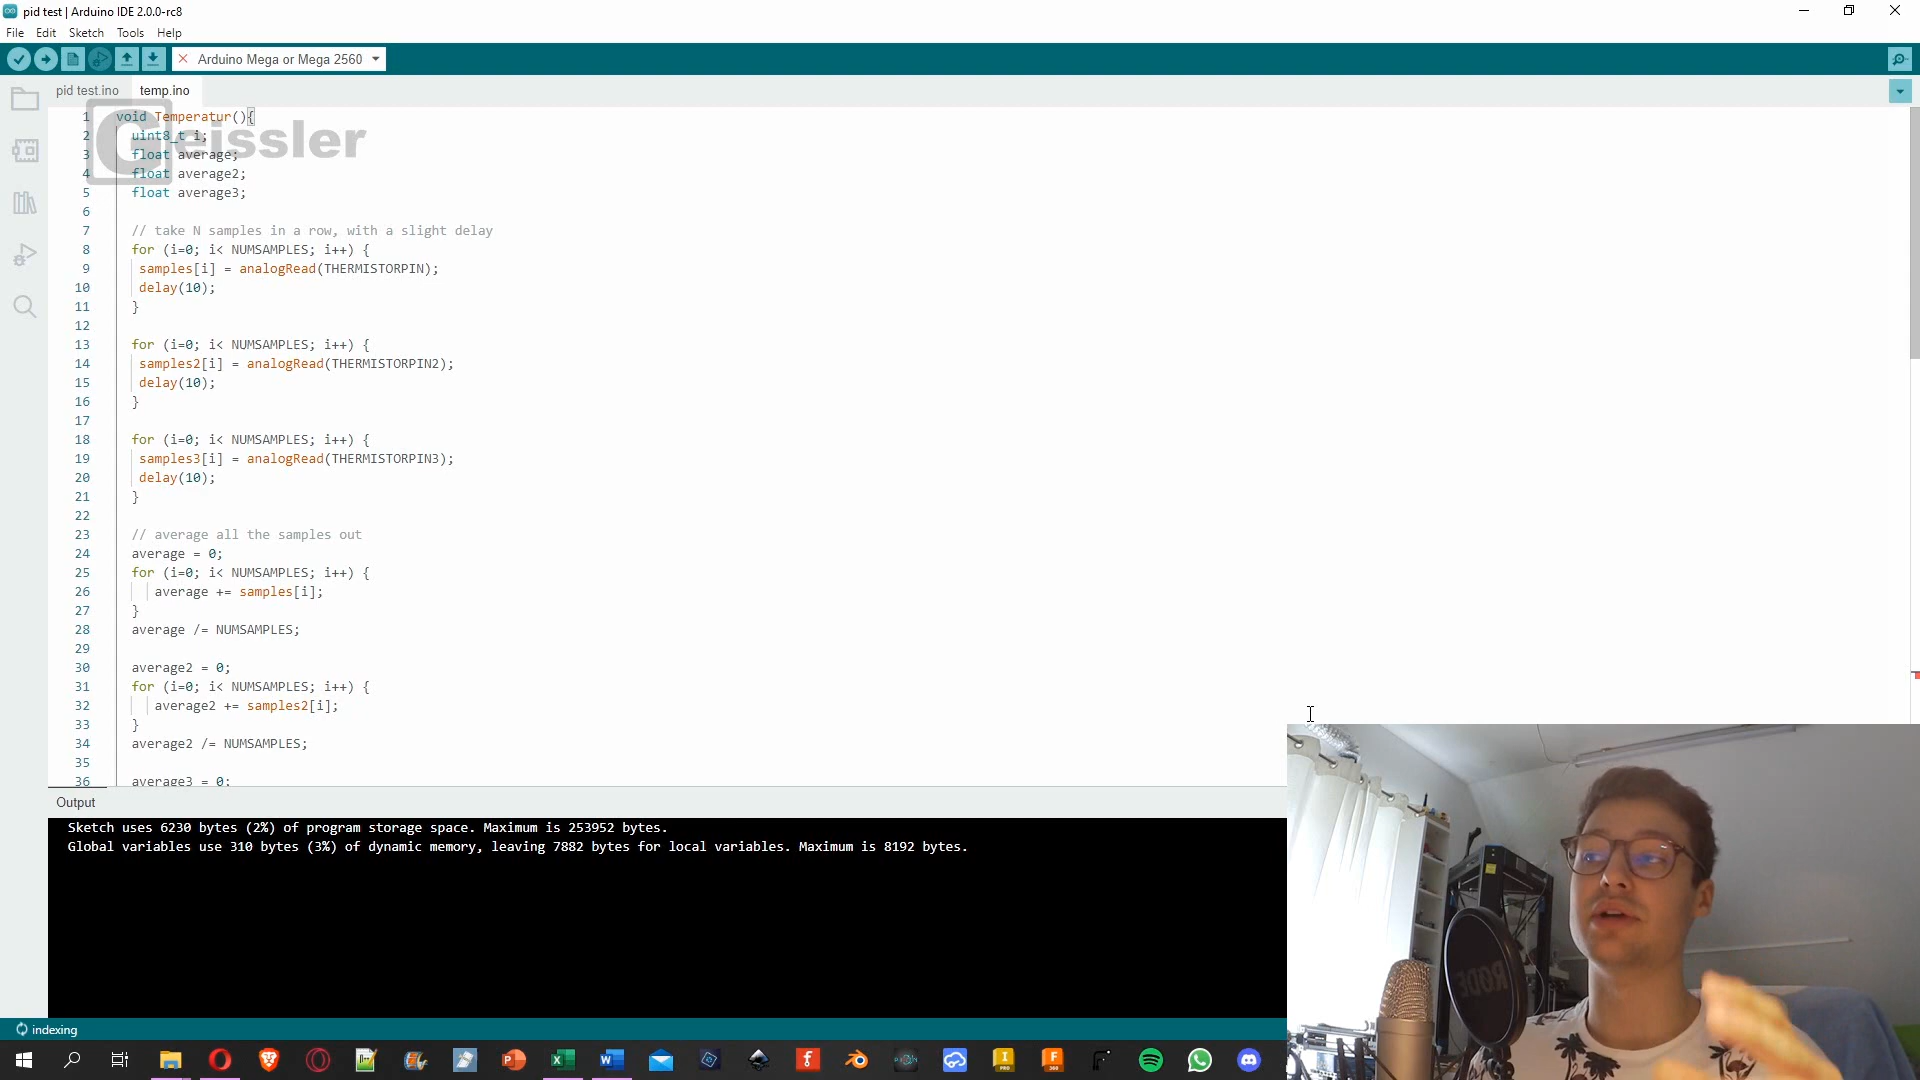 pid test | Arduino IDE 2.0.0-rc8
File Edit Sketch Tools Help
Arduino Mega or Mega 2560
pid test.ino temp.ino
Geissler
1 void Temperatur(){
2 uint8_t i;
3 float average;
4 float average2;
5 float average3;
6
7 // take N samples in a row, with a slight delay
8 for (i=0; i< NUMSAMPLES; i++) {
9 samples[i] = analogRead(THERMISTORPIN);
10 delay(10);
11 }
12
13 for (i=0; i< NUMSAMPLES; i++) {
14 samples2[i] = analogRead(THERMISTORPIN2);
15 delay(10);
16 }
17
18 for (i=0; i< NUMSAMPLES; i++) {
19 samples3[i] = analogRead(THERMISTORPIN3);
20 delay(10);
21 }
22
23 // average all the samples out
24 average = 0;
25 for (i=0; i< NUMSAMPLES; i++) {
26 average += samples[i];
27 }
28 average /= NUMSAMPLES;
29
30 average2 = 0;
31 for (i=0; i< NUMSAMPLES; i++) {
32 average2 += samples2[i];
33 }
34 average2 /= NUMSAMPLES;
35
36 average3 = 0;
Output
Sketch uses 6230 bytes (2%) of program storage space. Maximum is 253952 bytes.
Global variables use 310 bytes (3%) of dynamic memory, leaving 7882 bytes for local variables. Maximum is 8192 bytes.
RODE
indexing